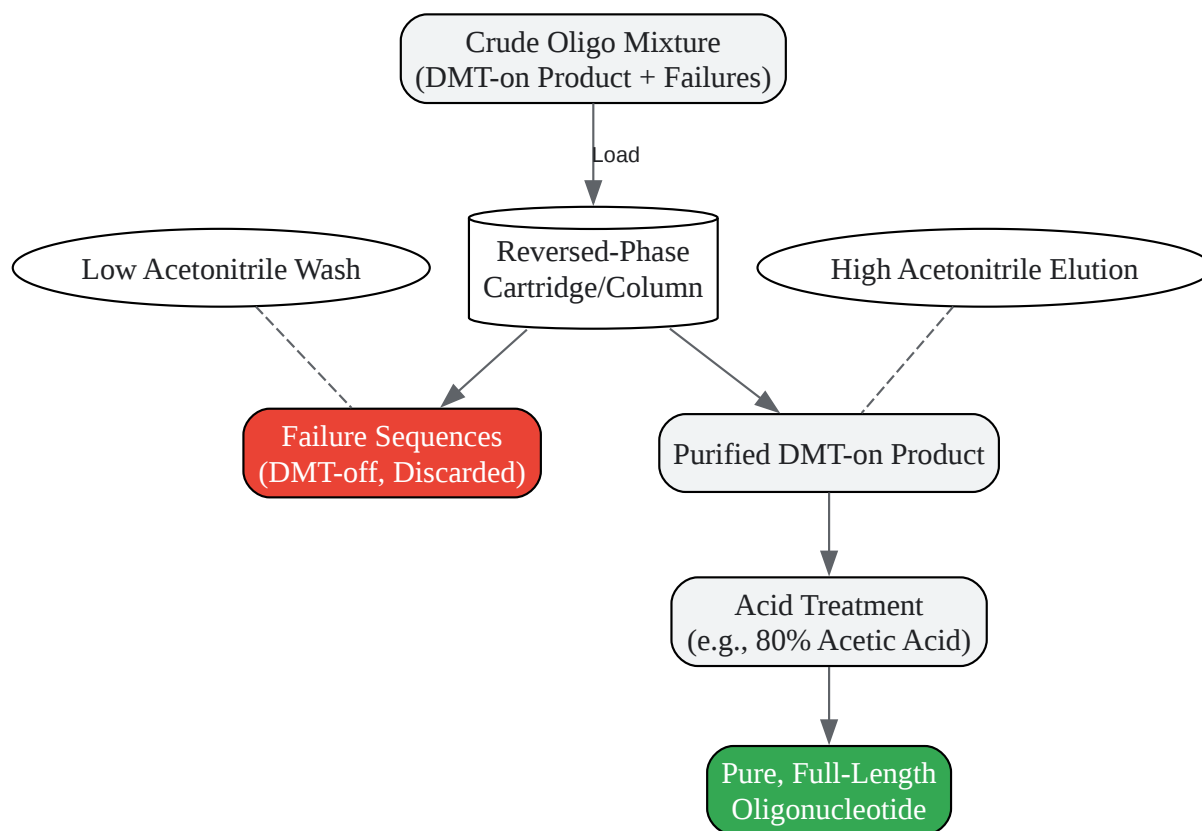 Crude Oligo Mixture
(DMT-on Product + Failures)
Load
Low Acetonitrile Wash
Reversed-Phase
Cartridge/Column
High Acetonitrile Elution
Failure Sequences
(DMT-off, Discarded)
Purified DMT-on Product
Acid Treatment
(e.g., 80% Acetic Acid)
Pure, Full-Length
Oligonucleotide